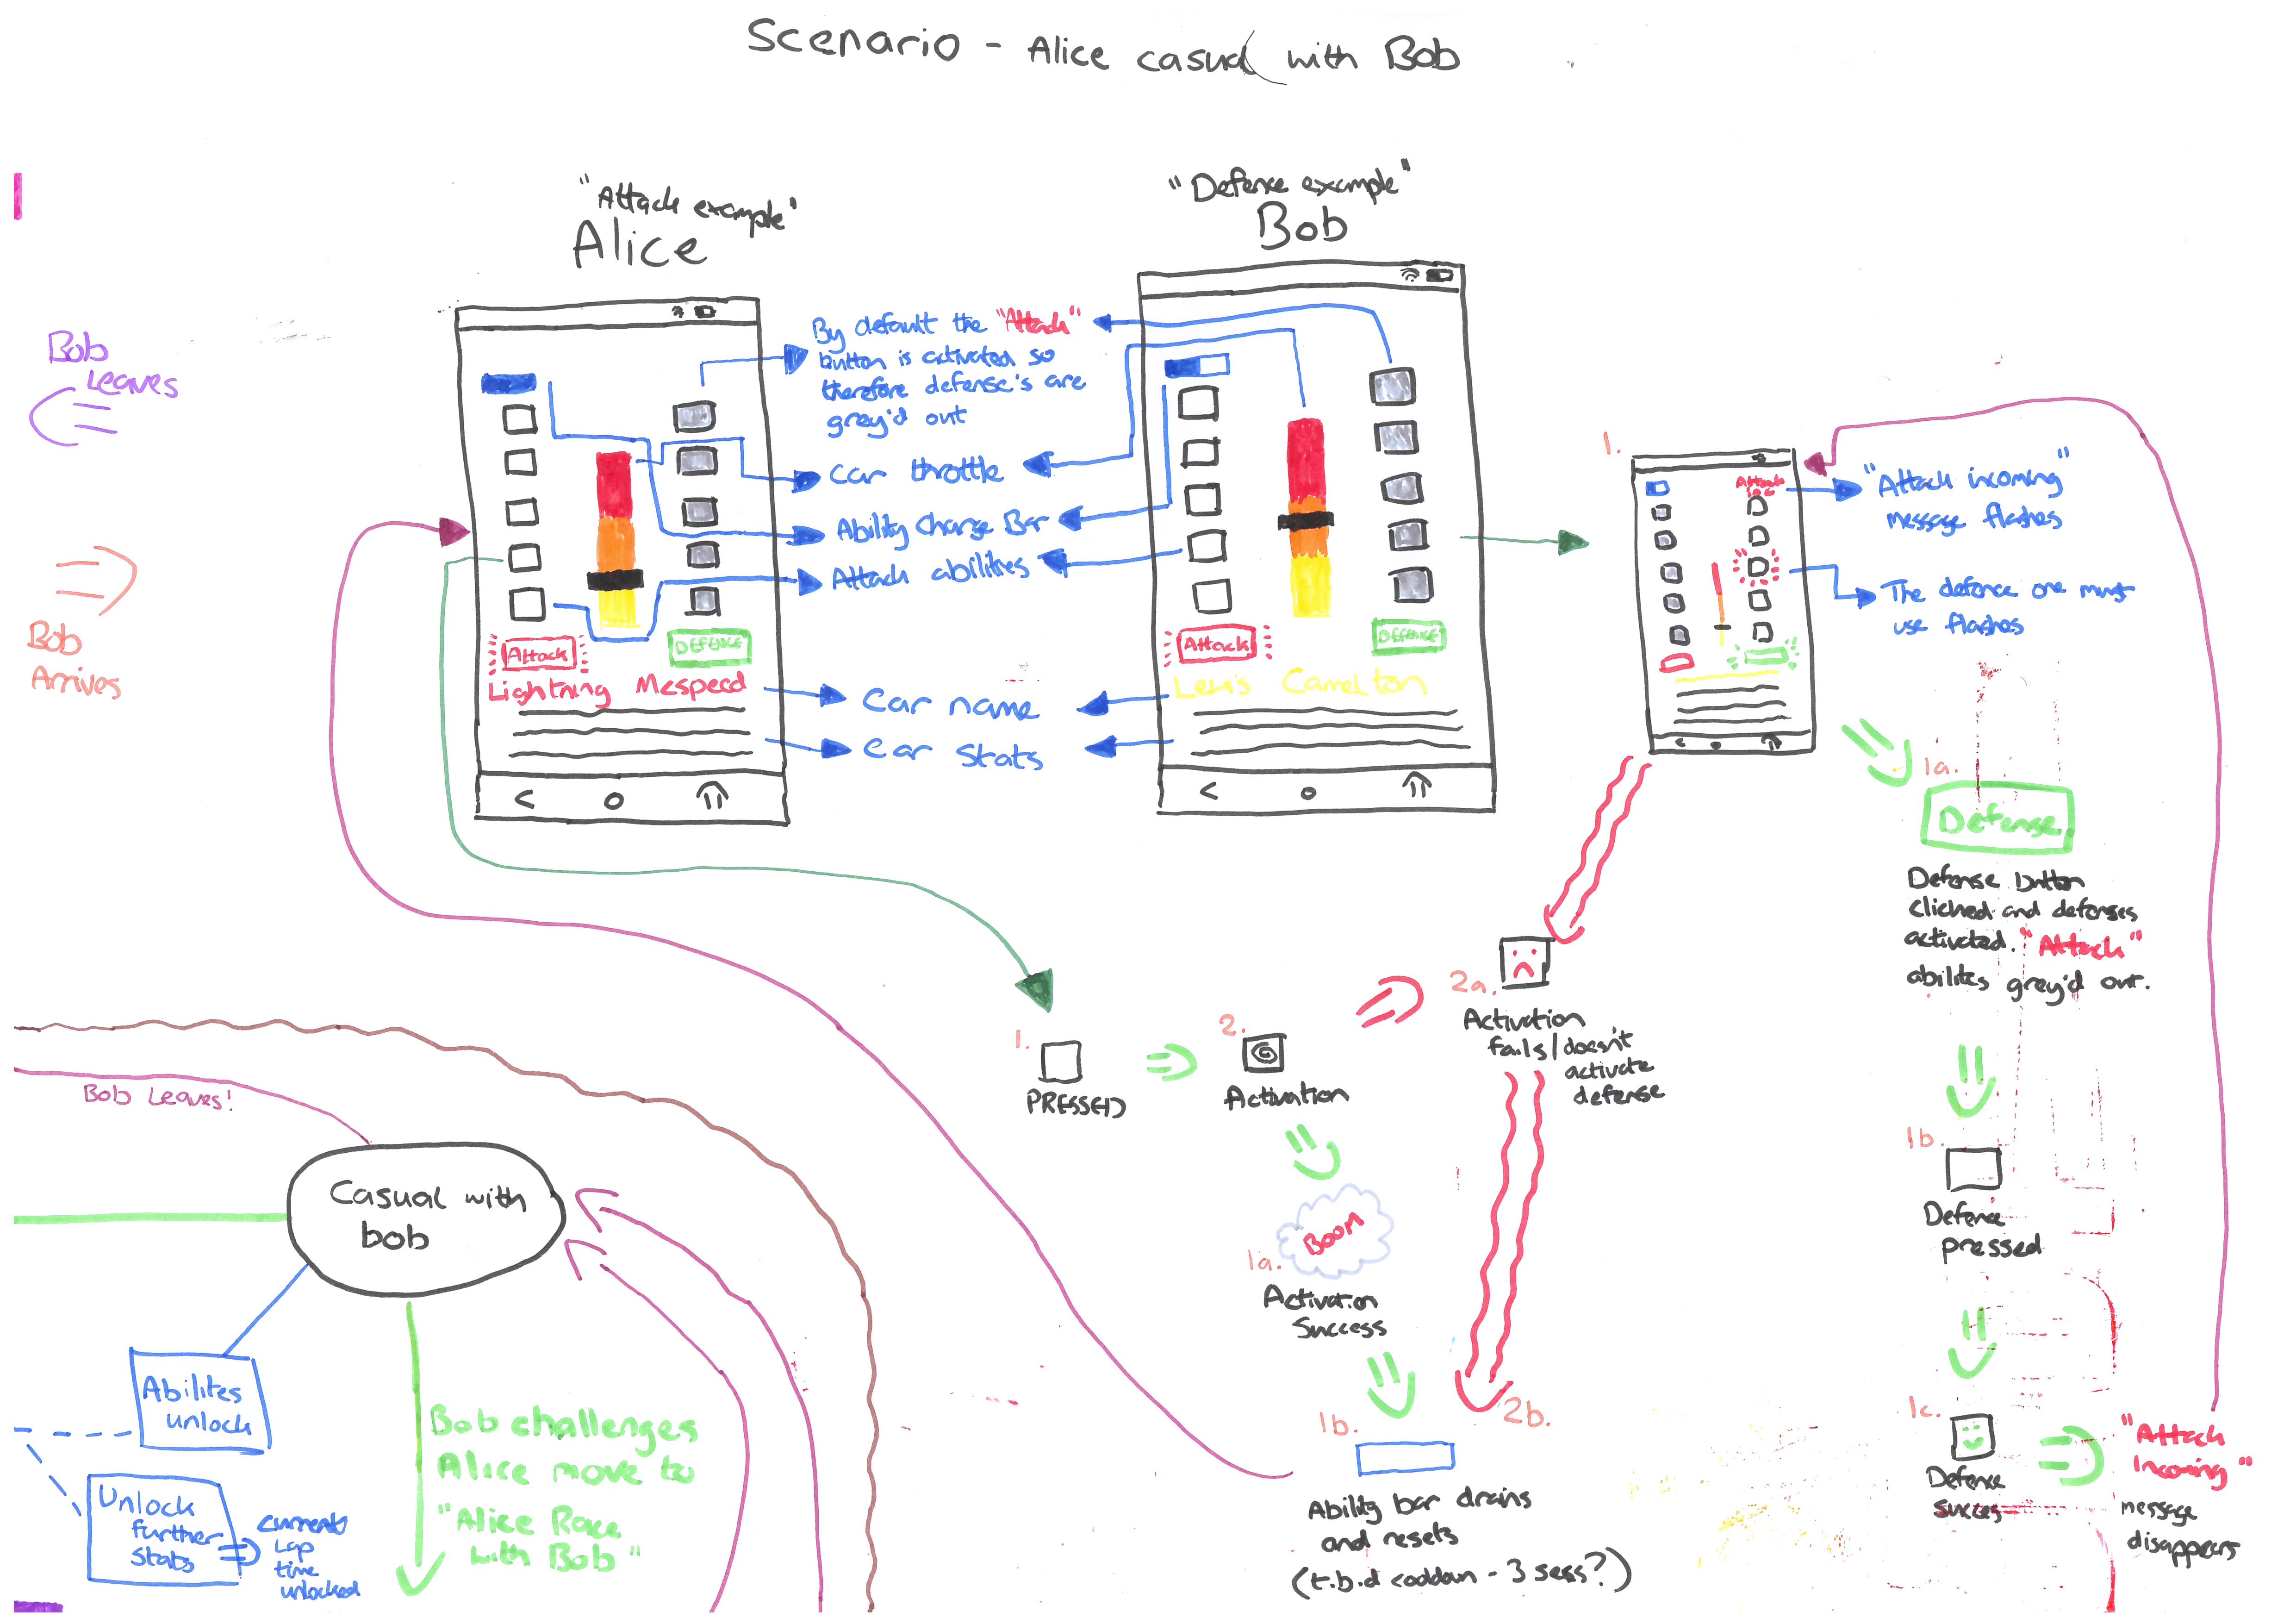 Scenario - Alice casual with Bob
"Attack example"
Alice
"Defence example"
Bob
Bob
Leaves
Bob
Arrives
By default the "Attack"
button is activated so
therefore defense's are
grey'd out
Car throttle
Ability Charge Bar
Attack abilities
Car name
Car stats
Attack
DEFENCE
Lightning Mespeed
Attack
DEFENCE
Lewis Camelton
1.
Attack
Inc
"Attack incoming"
message flashes
The defence one must
use flashes
1a.
Defense
Defense button
cliched and defenses
activated. "Attack"
abilites grey'd out.
1b.
Defence
pressed
1c.
Defence
succes
"Attack
Incoming"
message
disappears
1.
PRESSED
2.
Activation
2a.
Activation
fails/doesn't
activate
defense
BOOM
1a.
Activation
Success
1b.
2b.
Ability bar drains
and resets
(t.b.d cooldown - 3 secs?)
Bob Leaves!
Casual with
bob
Abilites
unlock
Unlock
further
stats
current
Lap
time
unlocked
Bob challenges
Alice move to
"Alice Race
with Bob"